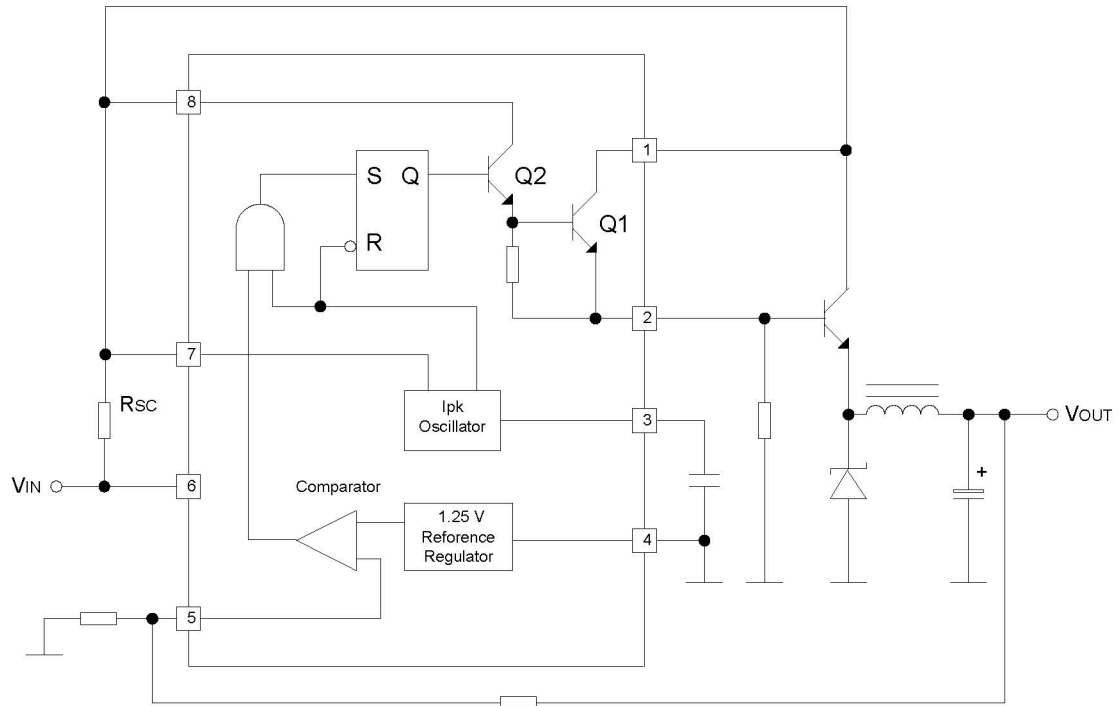 8
1
S Q
Q2
Q1
R
2
7
RSC
Ipk
Oscillator
3
VOUT
+
VIN
6
Comparator
1.25 V
Reforence
Regulator
4
5